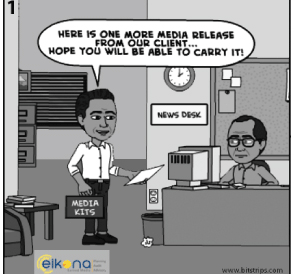 1
HERE IS ONE MORE MEDIA RELEASE
FROM OUR CLIENT...
HOPE YOU WILL BE ABLE TO CARRY IT!
NEWS DESK
MEDIA
KITS
eikona
www.bitstrips.com